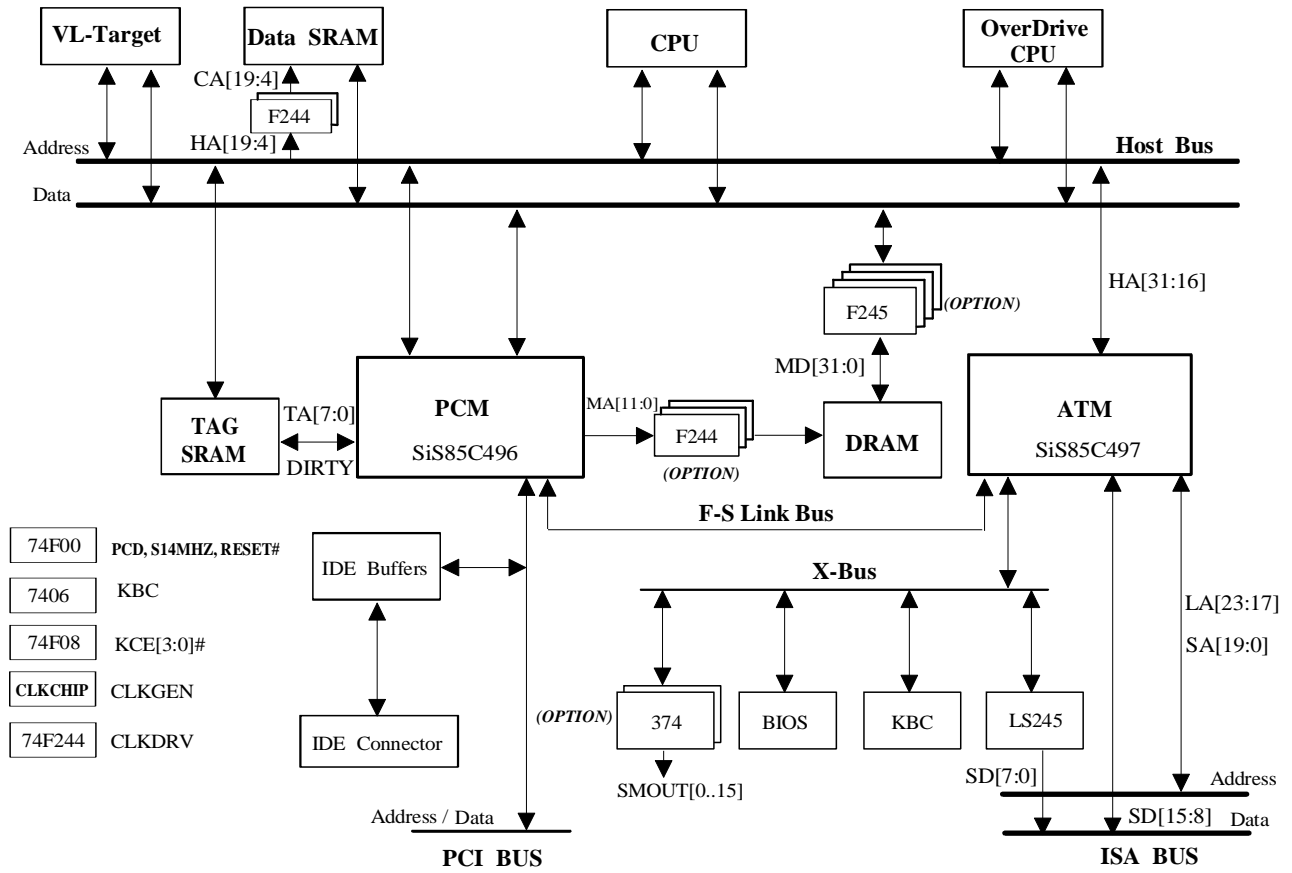 VL-Target
Data SRAM
CPU
OverDrive
CPU
CA[19:4]
F244
HA[19:4]
Address
Host Bus
Data
HA[31:16]
F245
(OPTION)
MD[31:0]
PCM
SiS85C496
MA[11:0]
F244
(OPTION)
DRAM
ATM
SiS85C497
TAG
SRAM
TA[7:0]
DIRTY
F-S Link Bus
74F00 PCD, S14MHZ, RESET#
7406 KBC
74F08 KCE[3:0]#
CLKCHIP CLKGEN
74F244 CLKDRV
IDE Buffers
IDE Connector
X-Bus
LA[23:17]
SA[19:0]
(OPTION)
374
BIOS
KBC
LS245
SMOUT[0..15]
SD[7:0]
Address
SD[15:8]
Data
Address / Data
PCI BUS
ISA BUS